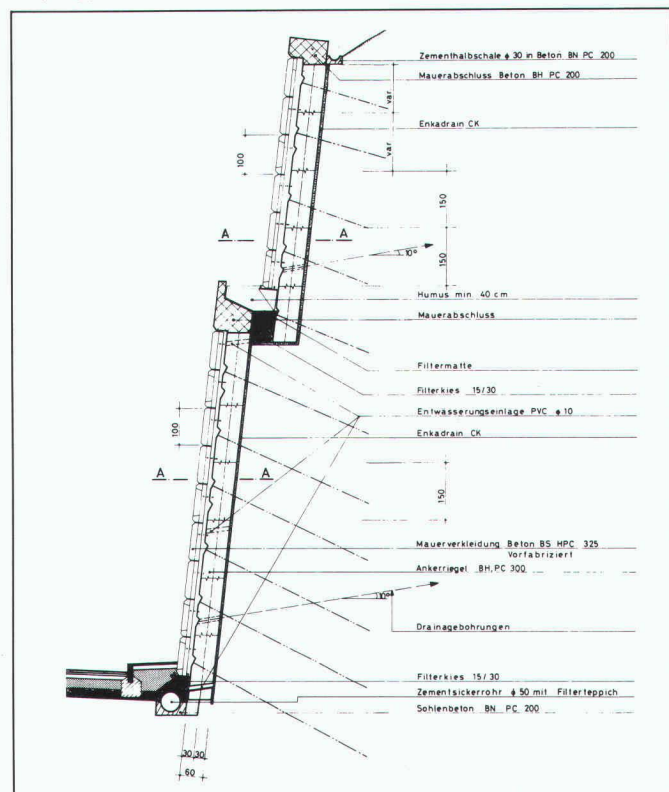 Zementhalbschale ϕ 30 in Beton BN PC 200
Mauerabschluss Beton BH PC 200
var
Enkadrain CK
var
100
150
A A
150
10°
Humus min. 40 cm
Mauerabschluss
Filtermatte
Filterkies 15/30
Entwässerungseinlage PVC ϕ 10
100
Enkadrain CK
A A
150
Mauerverkleidung Beton BS HPC 325
Vorfabriziert
Ankerriegel BH, PC 300
10°
Drainagebohrungen
Filterkies 15/30
Zementsickerrohr ϕ 50 mit Filterteppich
Sohlenbeton BN PC 200
30 30
60